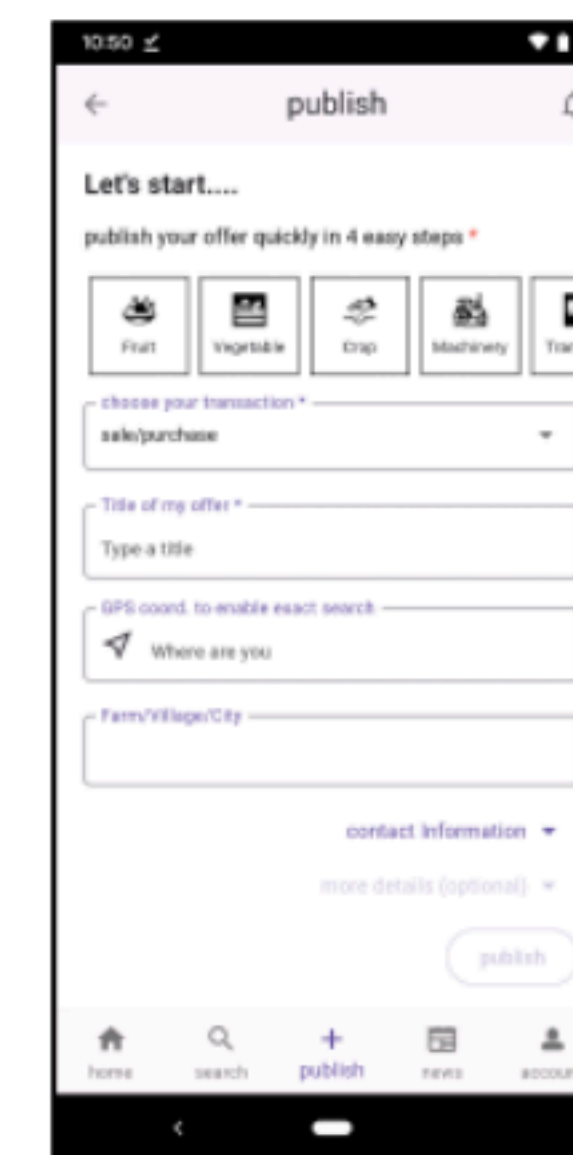 10:50
publish
Let's start....
publish your offer quickly in 4 easy steps *
Fruit Vegetable Crop Machinery
choose your transaction *
sale/purchase
Title of my offer *
Type a title
GPS coord. to enable exact search
Where are you
Farm/Village/City
contact Information
more details (optional)
publish
home search publish news